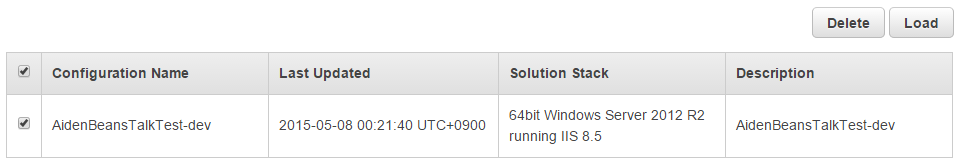 Delete Load
Configuration Name Last Updated Solution Stack Description
AidenBeansTalkTest-dev 2015-05-08 00:21:40 UTC+0900 64bit Windows Server 2012 R2
running IIS 8.5 AidenBeansTalkTest-dev